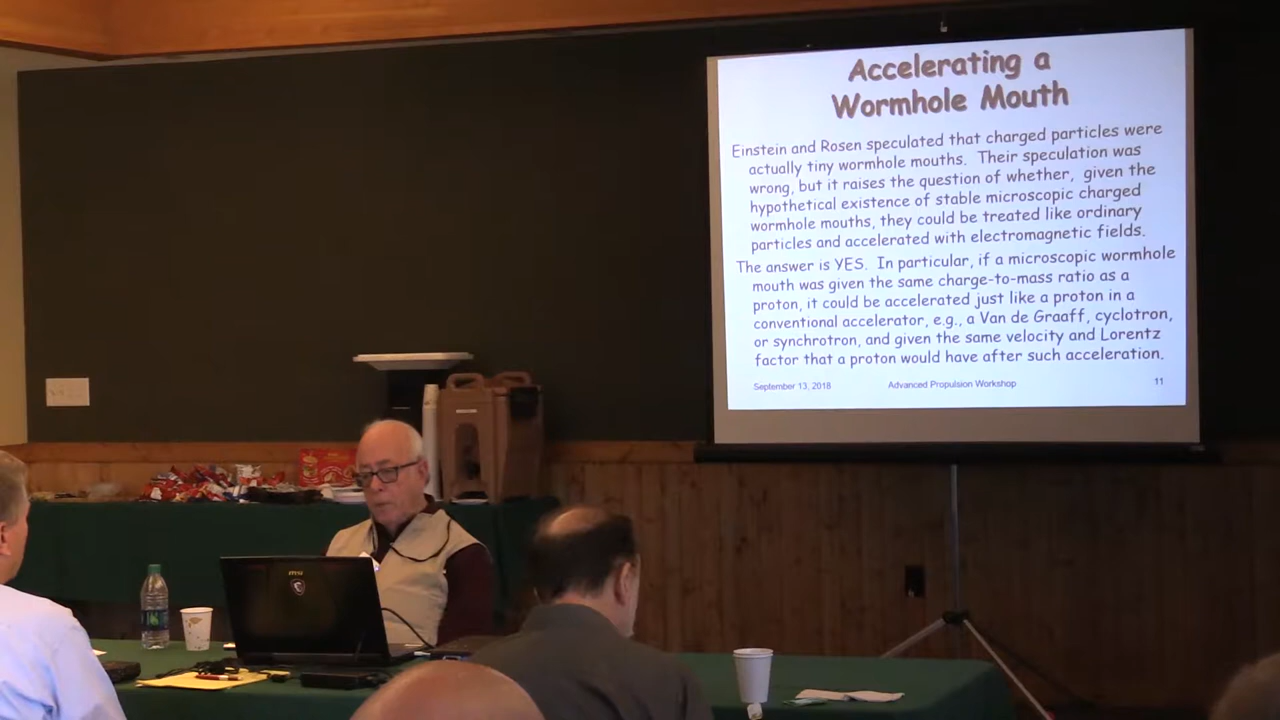 Accelerating a
Wormhole Mouth
Einstein and Rosen speculated that charged particles were
actually tiny wormhole mouths. Their speculation was
wrong, but it raises the question of whether, given the
hypothetical existence of stable microscopic charged
wormhole mouths, they could be treated like ordinary
particles and accelerated with electromagnetic fields.
The answer is YES. In particular, if a microscopic wormhole
mouth was given the same charge-to-mass ratio as a
proton, it could be accelerated just like a proton in a
conventional accelerator, e.g., a Van de Graaff, cyclotron,
or synchrotron, and given the same velocity and Lorentz
factor that a proton would have after such acceleration.
September 13, 2018 Advanced Propulsion Workshop 11
msi